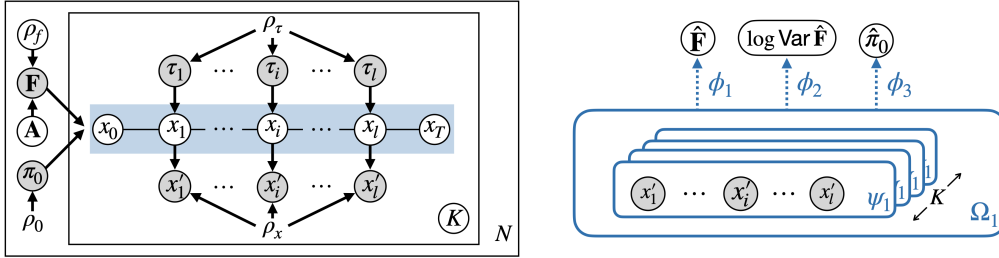 ρ_f
F
A
π_0
ρ_0
ρ_τ
τ_1 ··· τ_i ··· τ_l
x_0 x_1 ··· x_i ··· x_l x_T
x'_1 ··· x'_i ··· x'_l
ρ_x
K
N
F̂ log Var F̂ π̂_0
ϕ_1 ϕ_2 ϕ_3
x'_1 ··· x'_i ··· x'_l
ψ_1
K
Ω_1